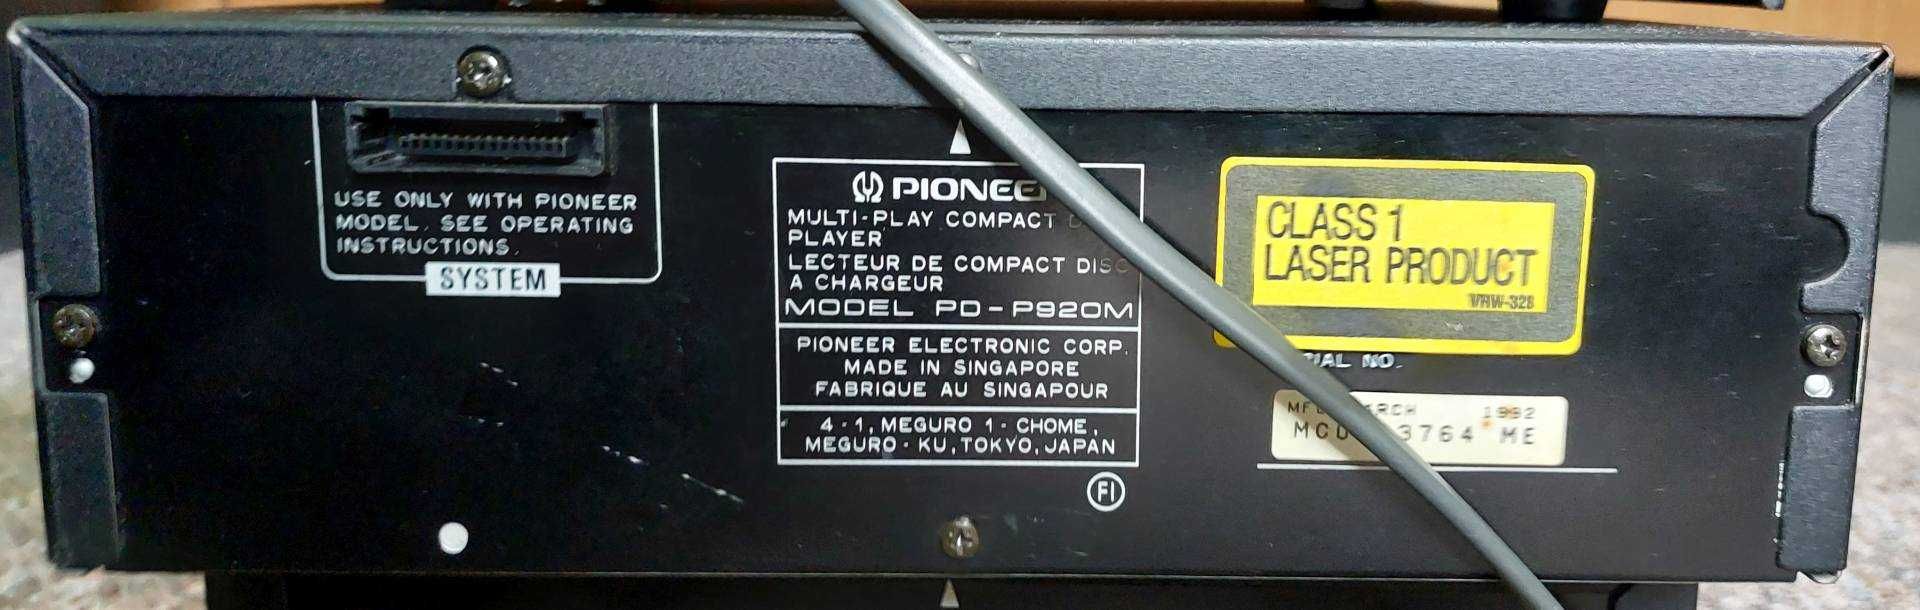 USE ONLY WITH PIONEER
MODEL. SEE OPERATING
INSTRUCTIONS.
SYSTEM
PIONEER
MULTI-PLAY COMPACT
PLAYER
LECTEUR DE COMPACT DISC
A CHARGEUR
MODEL PD-P920M
PIONEER ELECTRONIC CORP.
MADE IN SINGAPORE
FABRIQUE AU SINGAPOUR
4-1, MEGURO 1-CHOME,
MEGURO-KU, TOKYO, JAPAN
FI
CLASS 1
LASER PRODUCT
VRW-328
NO.
1992
3764 ME